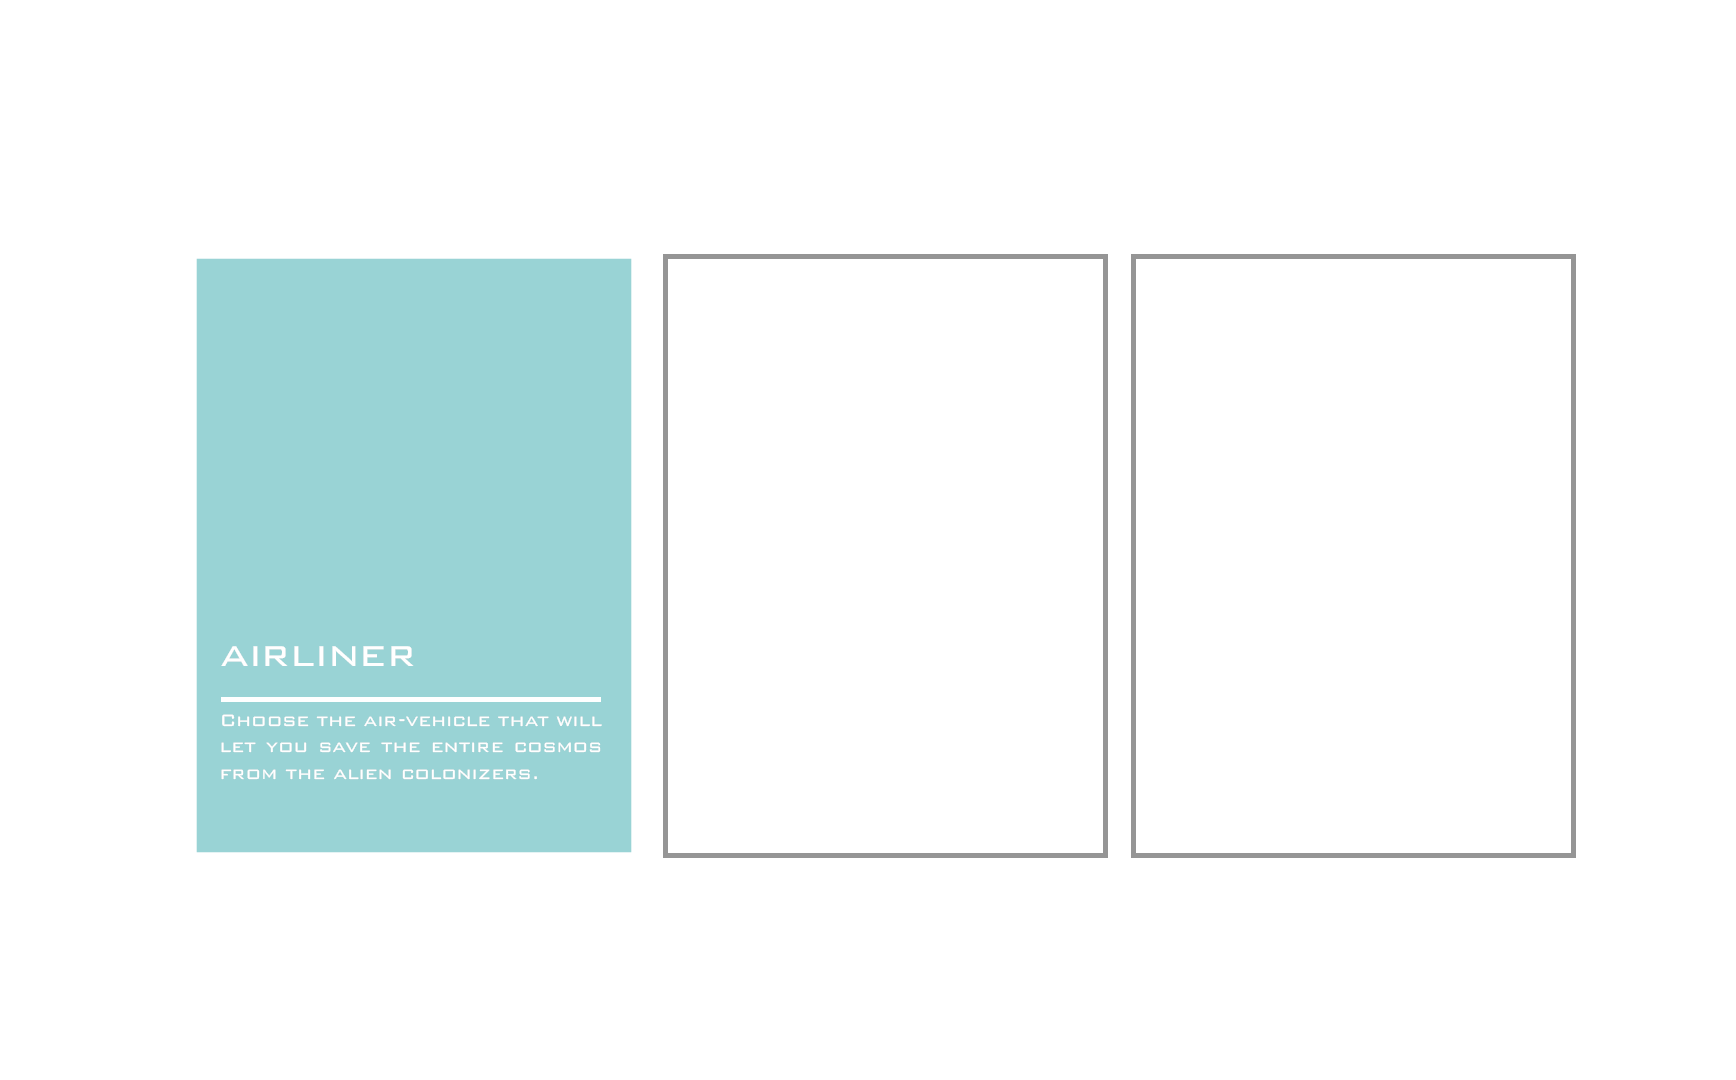 AIRLINER
Choose the air-vehicle that will
let you save the entire cosmos
from the alien colonizers.